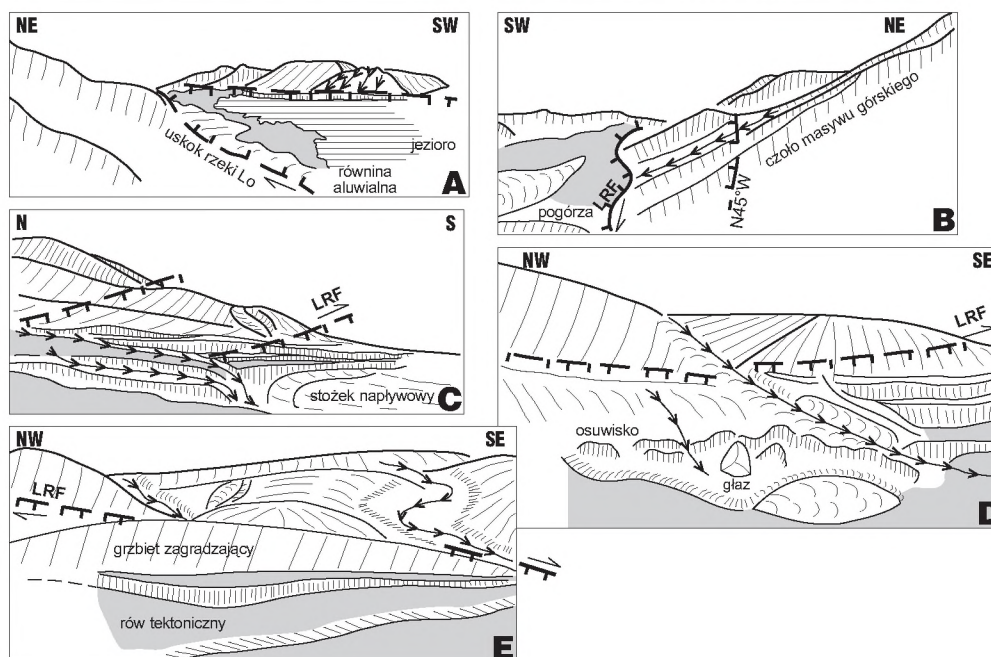 NE
SW
uskok rzeki Lo
równina
aluwialna
jezioro
A
SW
NE
LRF
pogórza
N45°W
czoło masywu górskiego
B
N
S
LRF
stożek napływowy
C
NW
SE
LRF
osuwisko
głaz
D
NW
SE
LRF
grzbiet zagradzający
rów tektoniczny
E